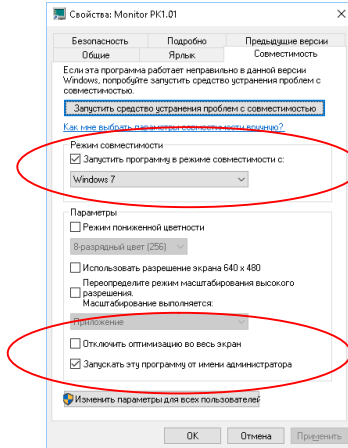 Свойства: Monitor PK1.01
Безопасность Подробно Предыдущие версии
Общие Ярлык Совместимость
Если эта программа работает неправильно в данной версии
Windows, попробуйте запустить средство устранения проблем с
совместимостью.
Запустить средство устранения проблем с совместимостью
Как мне выбрать параметры совместимости вручную?
Режим совместимости
Запустить программу в режиме совместимости с:
Windows 7
Параметры
Режим пониженной цветности
8-разрядный цвет (256)
Использовать разрешение экрана 640 x 480
Переопределите режим масштабирования высокого
разрешения.
Масштабирование выполняется:
Приложение
Отключить оптимизацию во весь экран
Запускать эту программу от имени администратора
Изменить параметры для всех пользователей
OK Отмена Применить